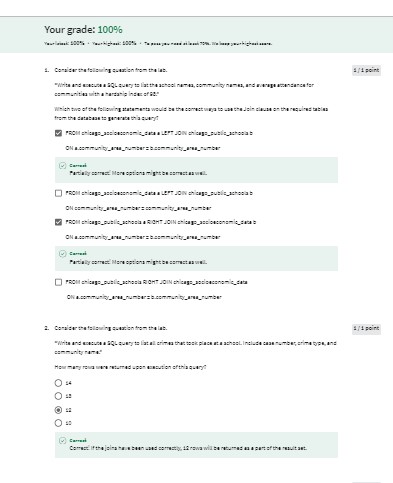 Your grade: 100%
Your latest: 100% • Your highest: 100% • To pass you need at least 70%. We keep your highest score.
1. Consider the following question from the lab. 1 / 1 point
"Write and execute a SQL query to list the school names, community names, and average attendance for
communities with a hardship index of 98."
Which two of the following statements would be the correct ways to use the Join clause on the required tables
from the database to generate this query?
FROM chicago_socioeconomic_data a LEFT JOIN chicago_public_schools b
ON a.community_area_number = b.community_area_number
Correct
Partially correct! More options might be correct as well.
FROM chicago_socioeconomic_data a LEFT JOIN chicago_public_schools b
ON community_area_number = community_area_number
FROM chicago_public_schools a RIGHT JOIN chicago_socioeconomic_data b
ON a.community_area_number = b.community_area_number
Correct
Partially correct! More options might be correct as well.
FROM chicago_public_schools RIGHT JOIN chicago_socioeconomic_data
ON a.community_area_number = b.community_area_number
2. Consider the following question from the lab. 1 / 1 point
"Write and execute a SQL query to list all crimes that took place at a school. Include case number, crime type, and
community name."
How many rows were returned upon execution of this query?
14
13
12
10
Correct
Correct! If the joins have been used correctly, 12 rows will be returned as a part of the result set.